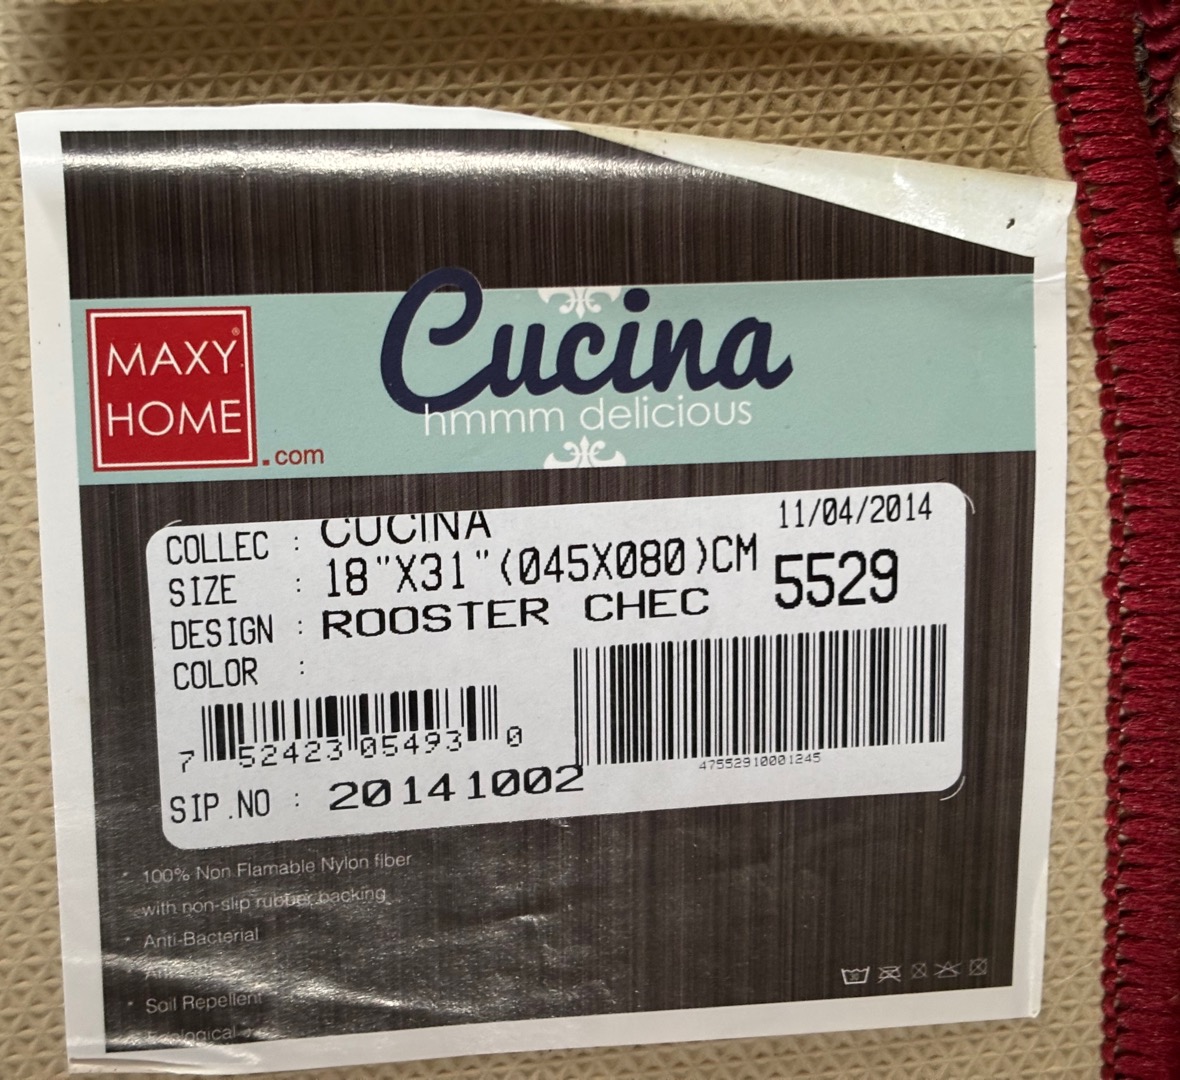 Cucina
hmmm delicious
MAXY®
HOME
.com
COLLEC : CUCINA
11/04/2014
SIZE : 18"X31"(045X080)CM
5529
DESIGN : ROOSTER CHEC
COLOR :
7 52423 05493 0
47552910001245
SIP.NO : 20141002
· 100% Non Flamable Nylon fiber
with non-slip rubber backing
· Anti-Bacterial
· Soil Repellent
Ecological